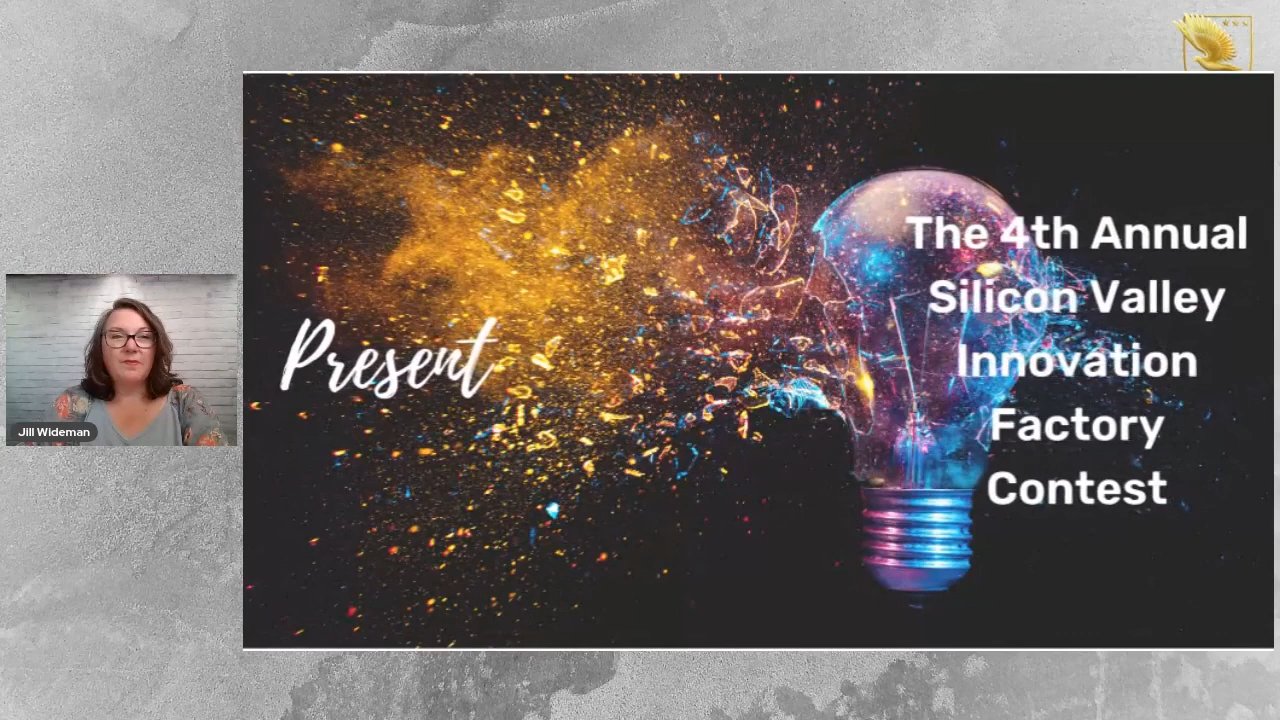 Present
The 4th Annual
Silicon Valley
Innovation
Factory
Contest
Jill Wideman